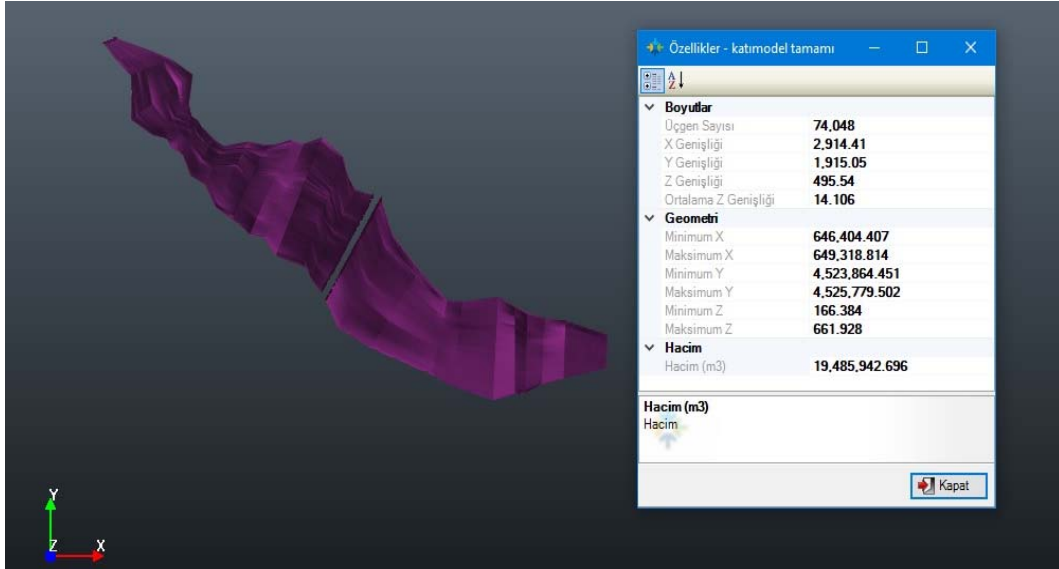 Özellikler - katımodel tamamı
Boyutlar
Üçgen Sayısı 74,048
X Genişliği 2,914.41
Y Genişliği 1,915.05
Z Genişliği 495.54
Ortalama Z Genişliği 14.106
Geometri
Minimum X 646,404.407
Maksimum X 649,318.814
Minimum Y 4,523,864.451
Maksimum Y 4,525,779.502
Minimum Z 166.384
Maksimum Z 661.928
Hacim
Hacim (m3) 19,485,942.696
Hacim (m3)
Hacim
Kapat
Y
Z X